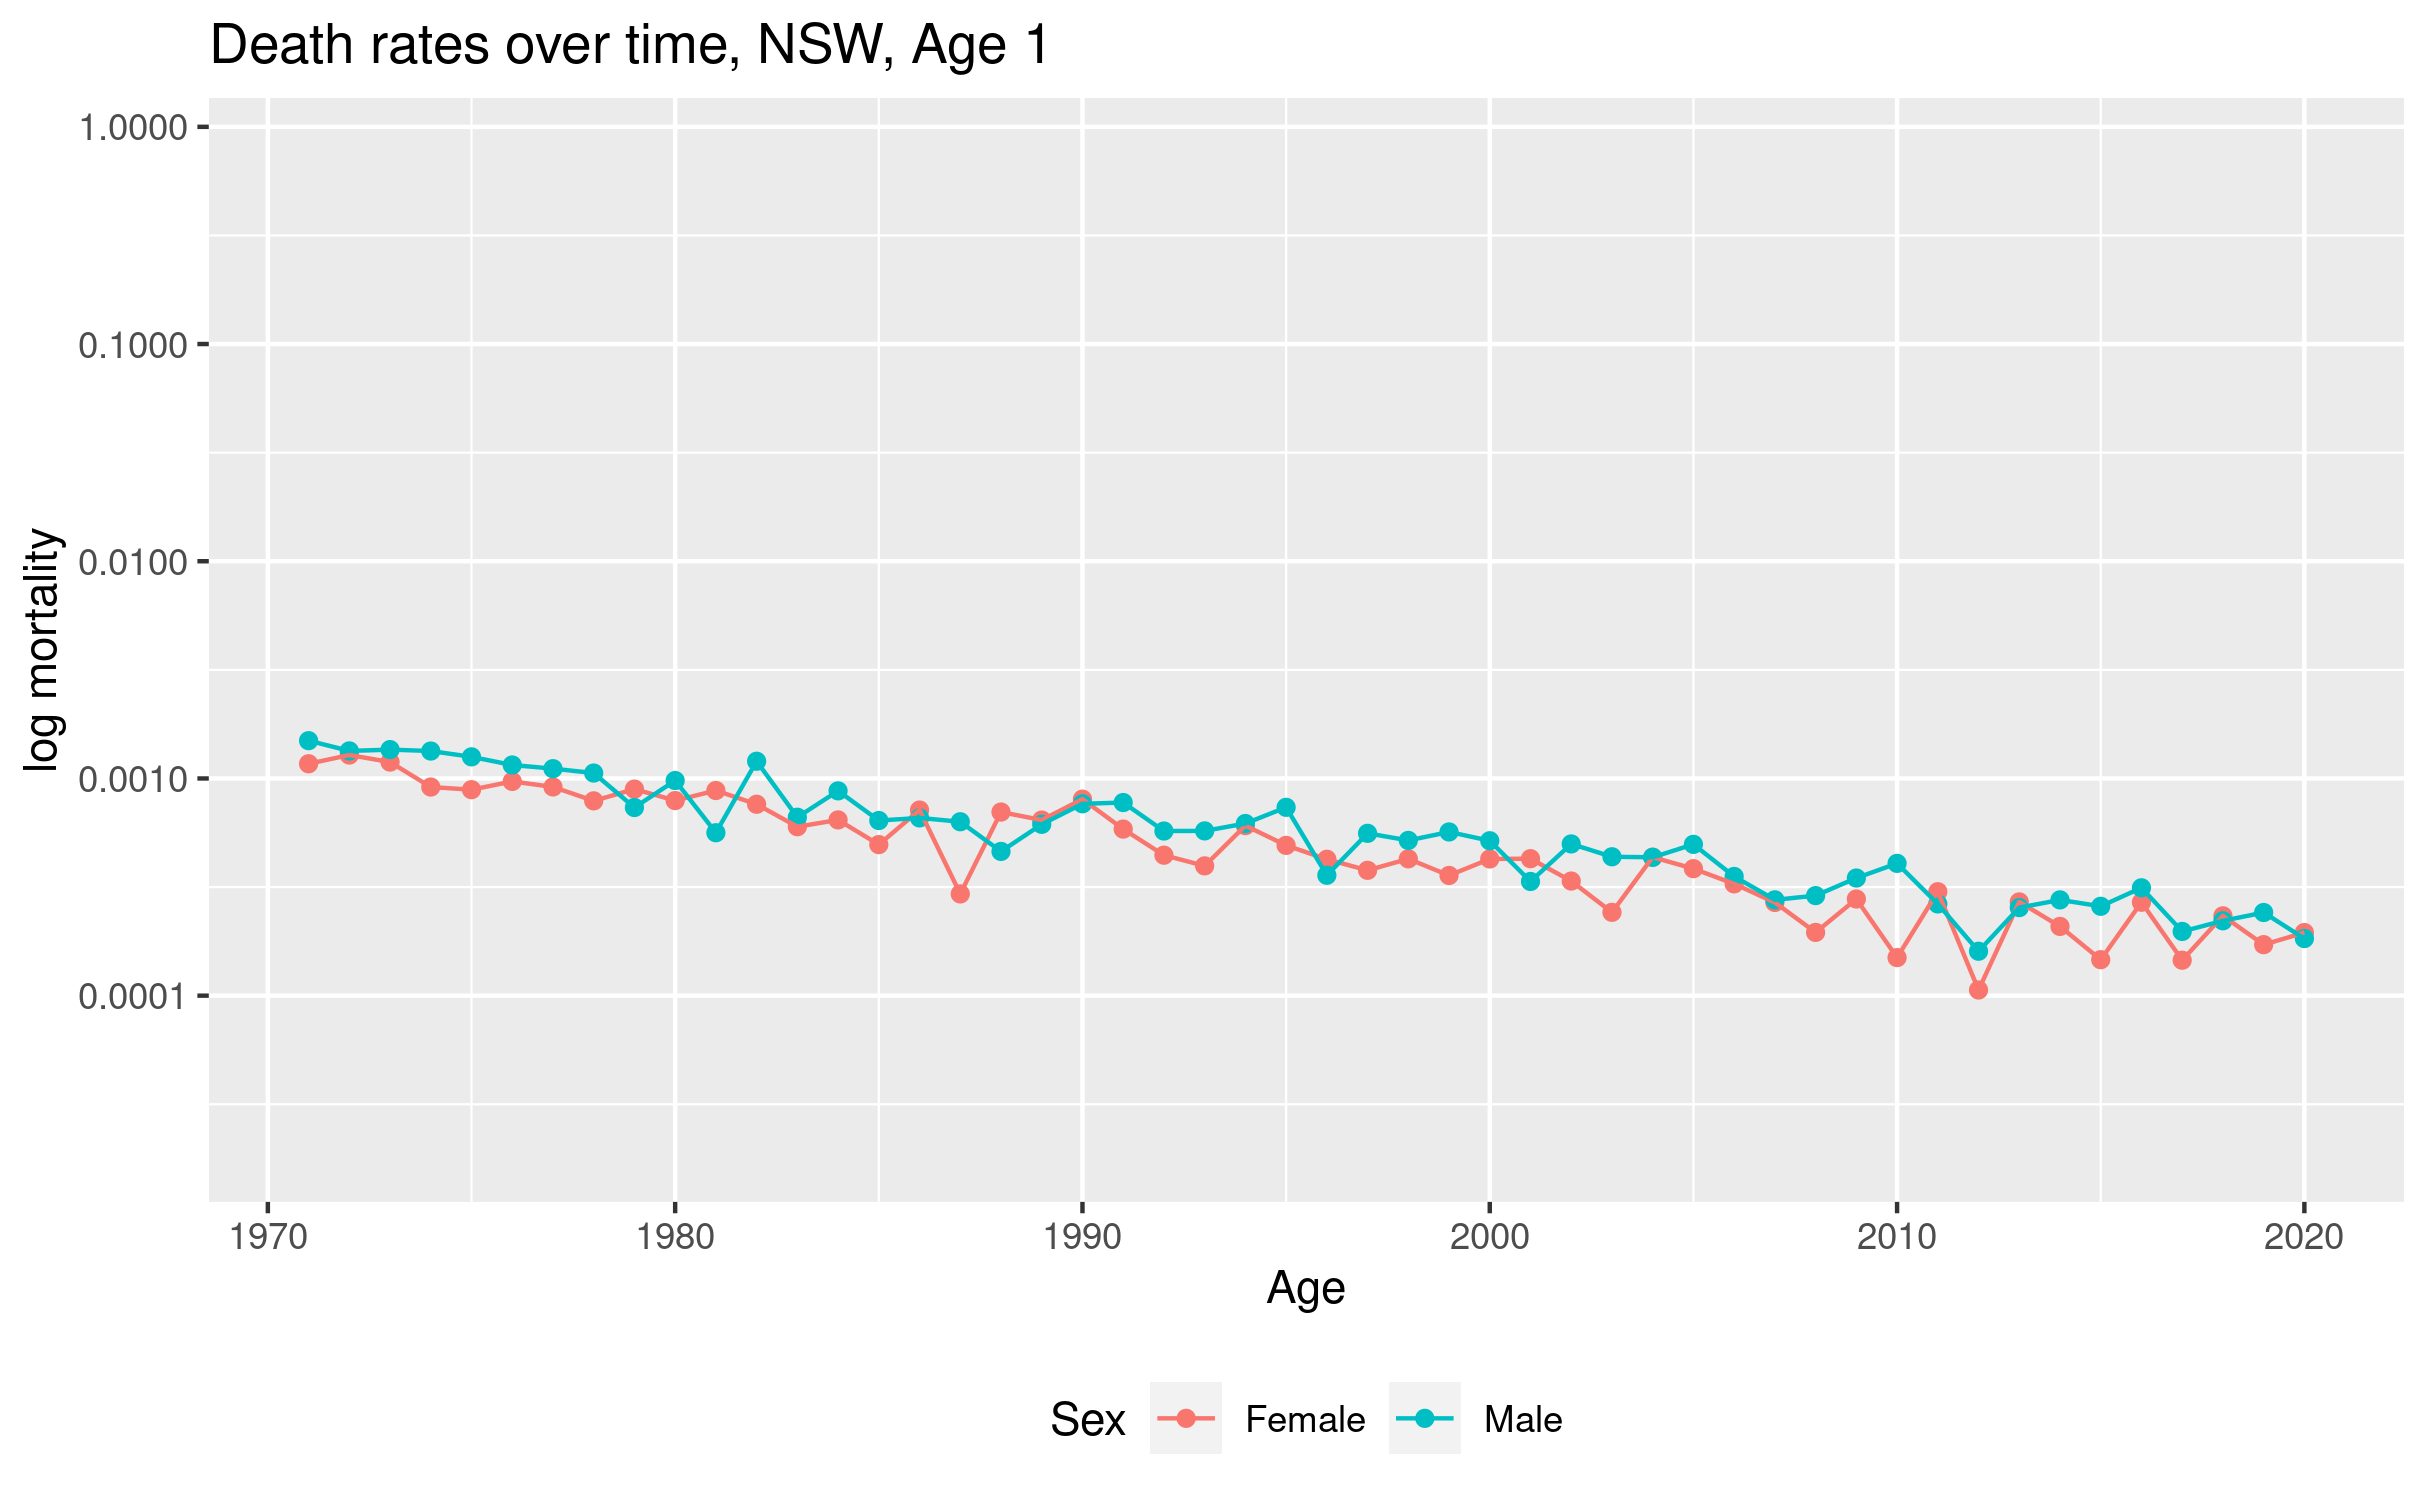 Death rates over time, NSW, Age 1
1.0000
0.1000
0.0100
0.0010
0.0001
log mortality
1970 1980 1990 2000 2010 2020
Age
Sex Female Male